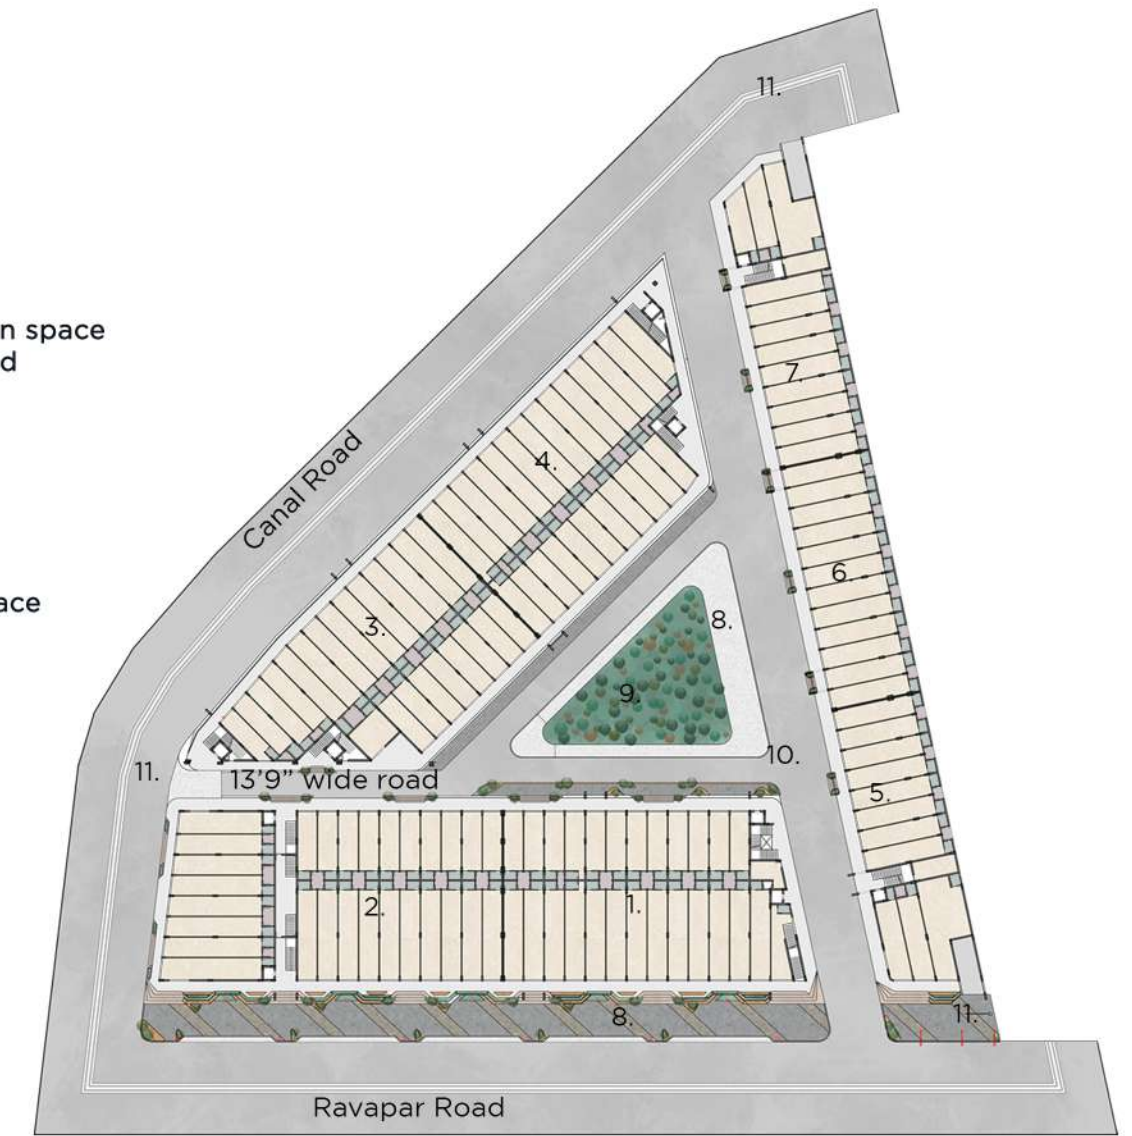 11.
n space
d
7.
Canal Road
4.
6.
ace
8.
3.
9.
10.
11.
13'9" wide road
5.
2.
1.
8.
11.
Ravapar Road